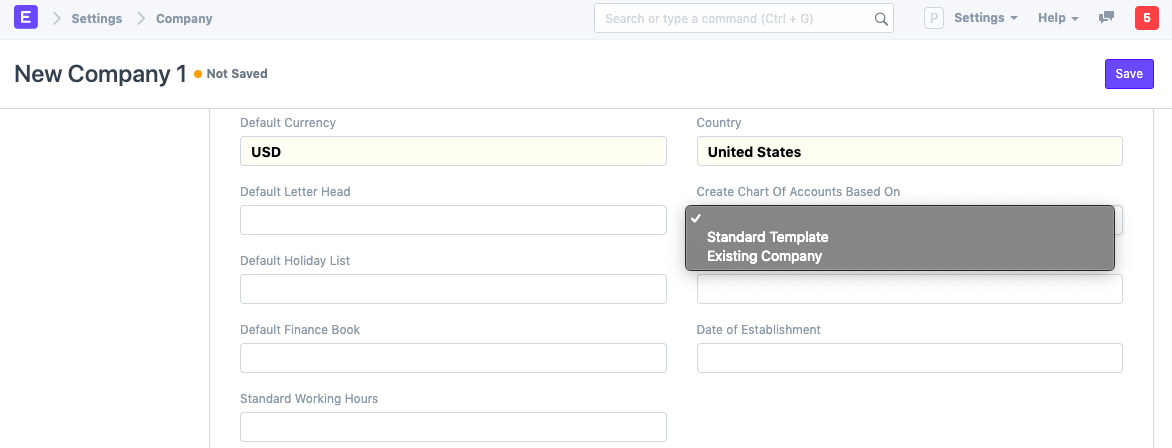 E Settings Company Search or type a command (Ctrl + G) P Settings Help 5
New Company 1 Not Saved Save
Default Currency Country
USD United States
Default Letter Head Create Chart Of Accounts Based On
Standard Template
Default Holiday List Existing Company
Default Finance Book Date of Establishment
Standard Working Hours